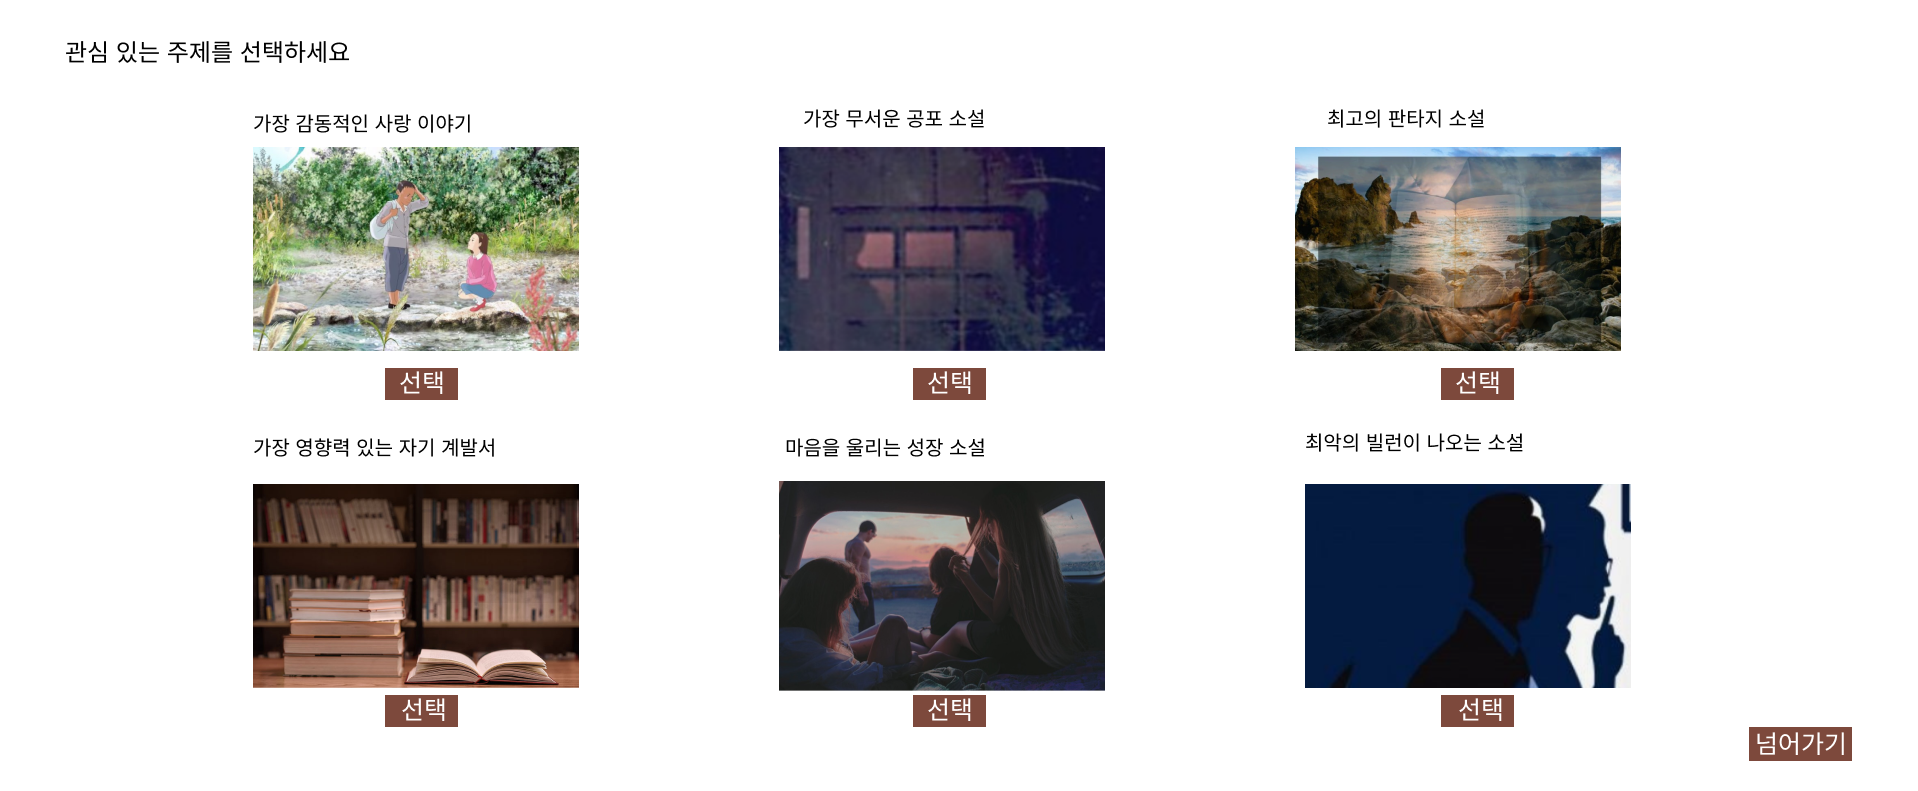 관심 있는 주제를 선택하세요
가장 감동적인 사랑 이야기
가장 무서운 공포 소설
최고의 판타지 소설
선택
선택
선택
가장 영향력 있는 자기 계발서
마음을 울리는 성장 소설
최악의 빌런이 나오는 소설
선택
선택
선택
넘어가기